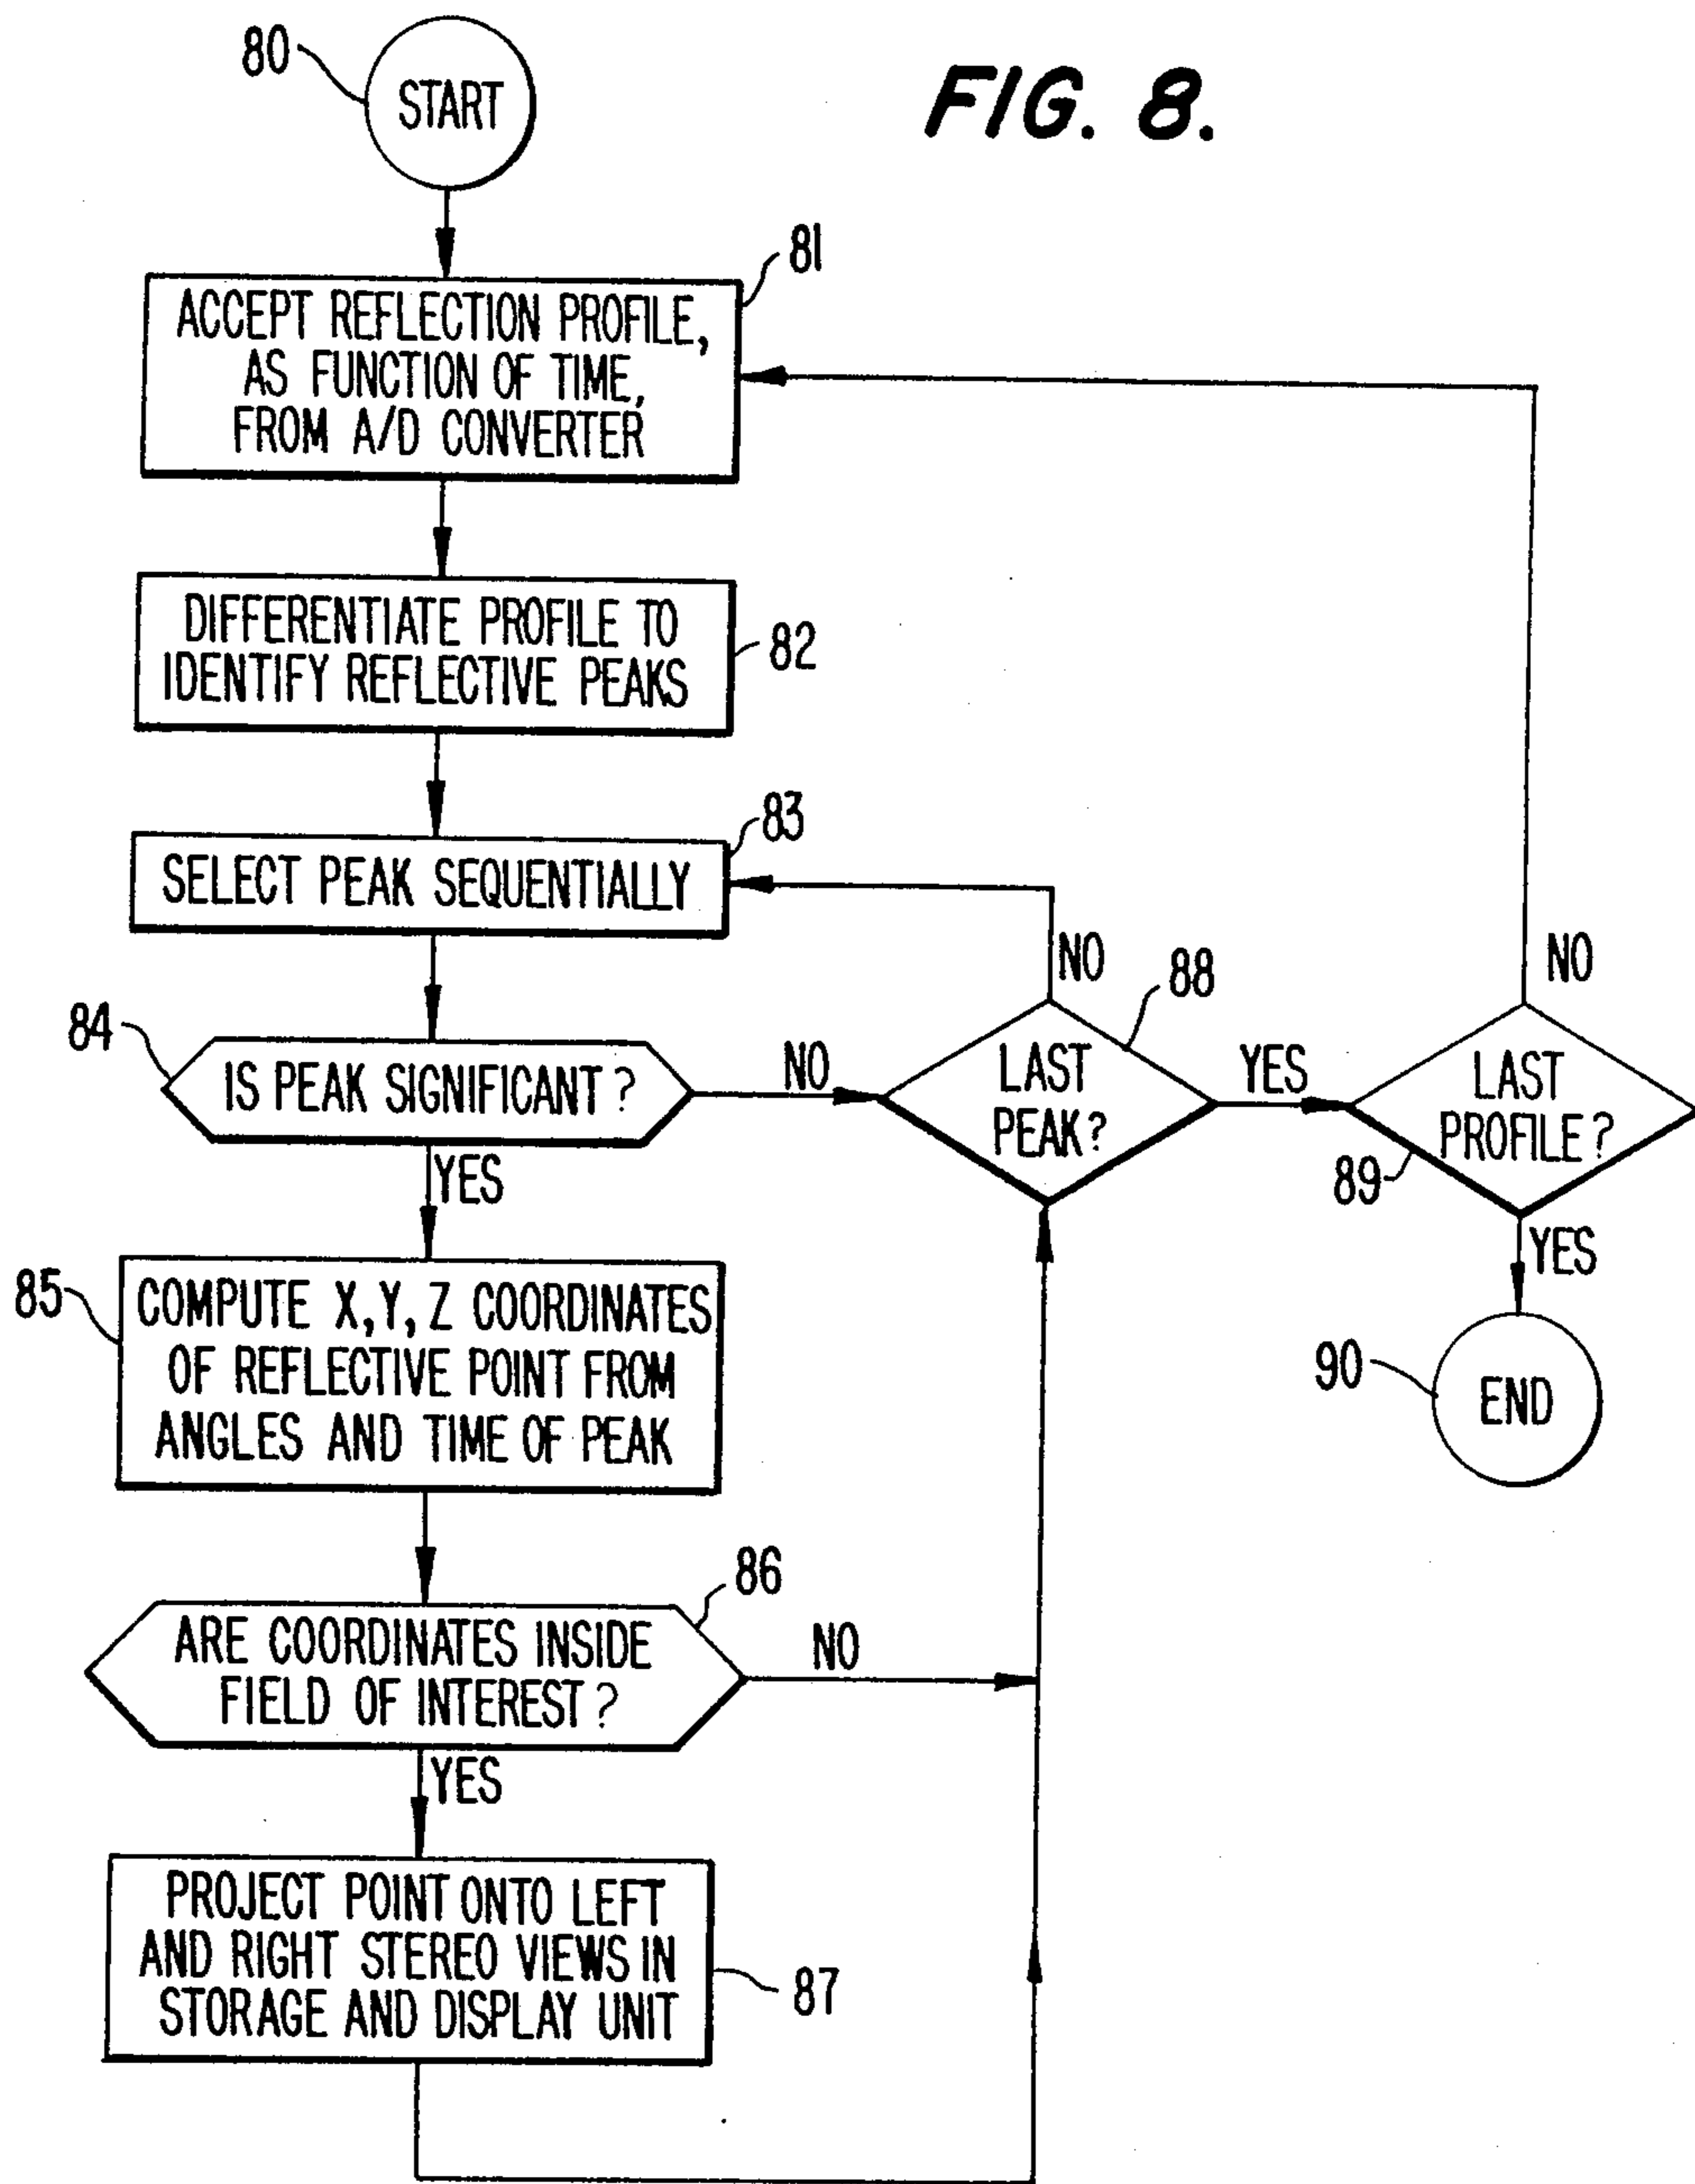 FIG. 8.
80
START
81
ACCEPT REFLECTION PROFILE,
AS FUNCTION OF TIME,
FROM A/D CONVERTER
DIFFERENTIATE PROFILE TO
IDENTIFY REFLECTIVE PEAKS
82
83
SELECT PEAK SEQUENTIALLY
84
IS PEAK SIGNIFICANT?
NO
YES
NO
88
LAST
PEAK?
YES
NO
LAST
PROFILE?
89
YES
90
END
85
COMPUTE X,Y,Z COORDINATES
OF REFLECTIVE POINT FROM
ANGLES AND TIME OF PEAK
86
ARE COORDINATES INSIDE
FIELD OF INTEREST?
NO
YES
PROJECT POINT ONTO LEFT
AND RIGHT STEREO VIEWS IN
STORAGE AND DISPLAY UNIT
87